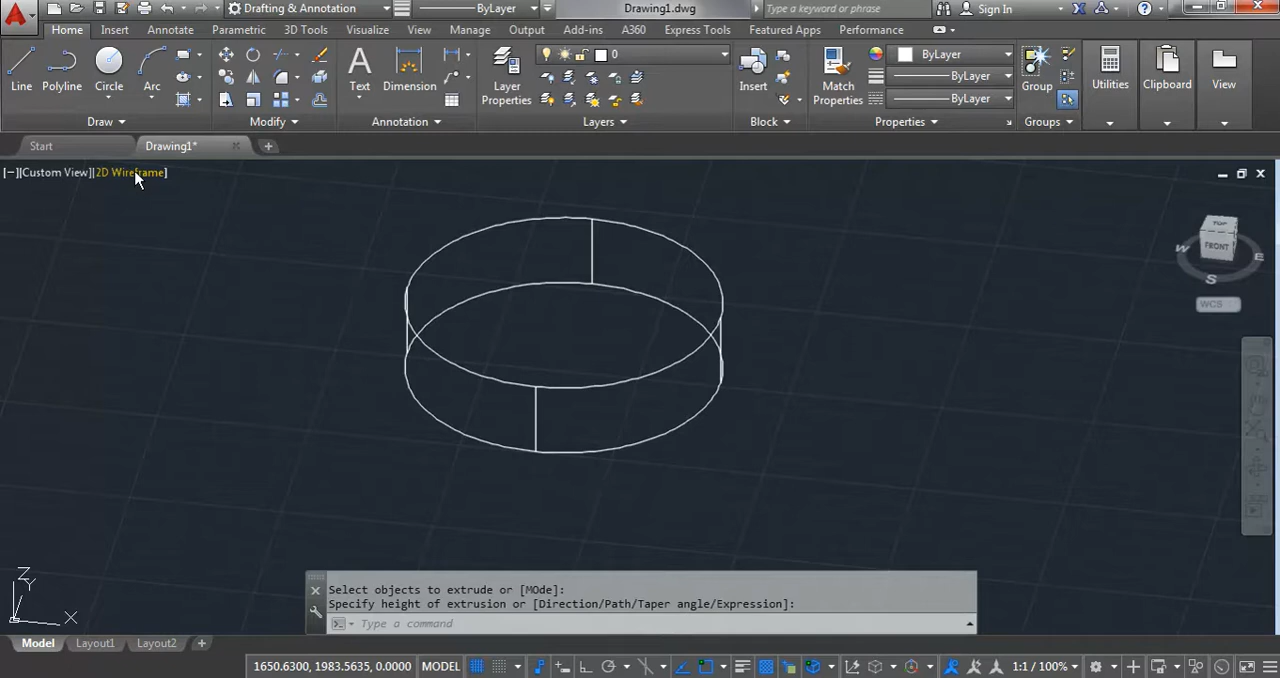 Drafting & Annotation
ByLayer
Drawing1.dwg
Type a keyword or phrase
Sign In
Home
Insert
Annotate
Parametric
3D Tools
Visualize
View
Manage
Output
Add-ins
A360
Express Tools
Featured Apps
Performance
Line
Polyline
Circle
Arc
Draw
Modify
Text
Dimension
Annotation
Layer
Properties
0
Layers
Insert
Block
Match
Properties
ByLayer
ByLayer
ByLayer
Properties
Group
Groups
Utilities
Clipboard
View
Start
Drawing1*
[−][Custom View][2D Wireframe]
TOP
FRONT
W
E
S
WCS
Z
Y
X
Select objects to extrude or [MOde]:
Specify height of extrusion or [Direction/Path/Taper angle/Expression]:
Type a command
Model
Layout1
Layout2
1650.6300, 1983.5635, 0.0000
MODEL
1:1 / 100%